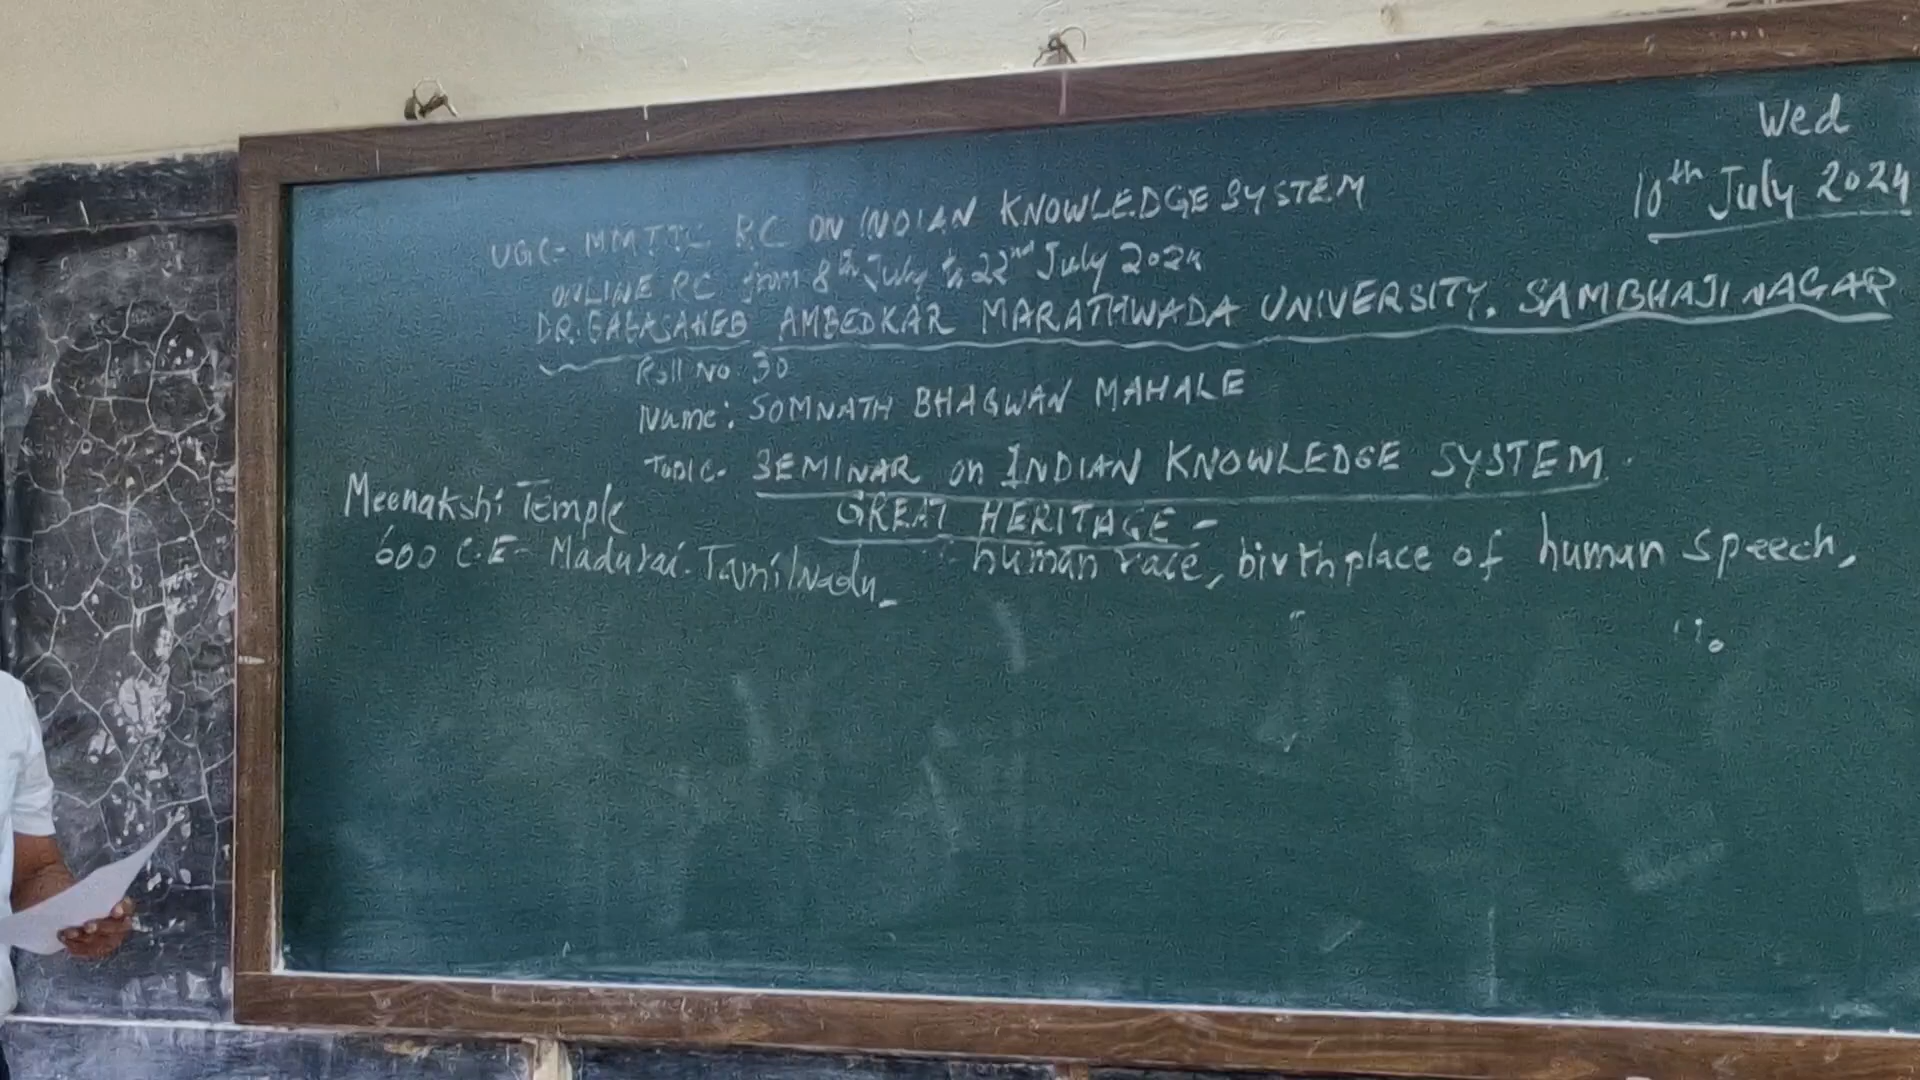 Wed
10th July 2024
UGC- MMTTC RC ON INDIAN KNOWLEDGE SYSTEM
ONLINE RC from 8th July to 22nd July 2024
DR. BABASAHEB AMBEDKAR MARATHWADA UNIVERSITY. SAMBHAJINAGAR
Roll No 30
Name: SOMNATH BHAGWAN MAHALE
Topic- SEMINAR on INDIAN KNOWLEDGE SYSTEM.
GREAT HERITAGE -
human race, birthplace of human speech,
Meenakshi Temple
600 C.E- Madurai. Tamilnadu-